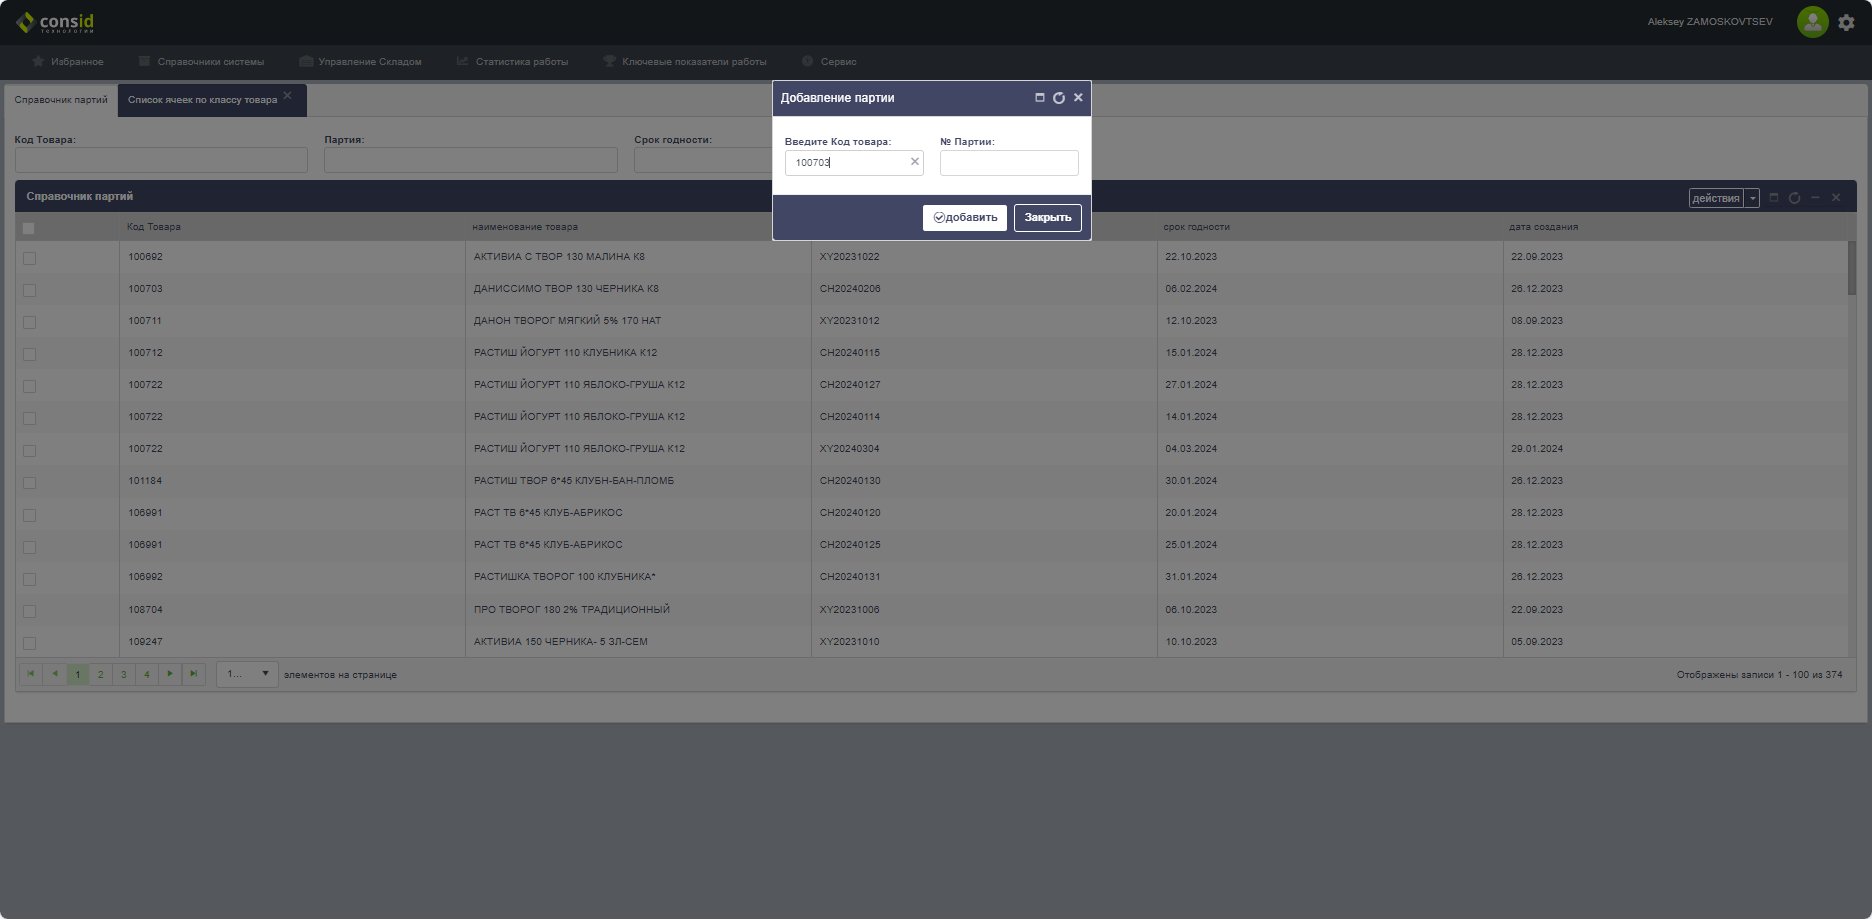 consid
ТЕХНОЛОГИИ
Aleksey ZAMOSKOVTSEV
Избранное
Справочники системы
Управление Складом
Статистика работы
Ключевые показатели работы
Сервис
Справочник партий
Список ячеек по классу товара
Добавление партии
Введите Код товара:
№ Партии:
100703
добавить
Закрыть
Код Товара:
Партия:
Срок годности:
Справочник партий
действия
Код Товара наименование товара срок годности дата создания
100692 АКТИВИА С ТВОР 130 МАЛИНА К8 XY20231022 22.10.2023 22.09.2023
100703 ДАНИССИМО ТВОР 130 ЧЕРНИКА К8 CH20240206 06.02.2024 26.12.2023
100711 ДАНОН ТВОРОГ МЯГКИЙ 5% 170 НАТ XY20231012 12.10.2023 08.09.2023
100712 РАСТИШ ЙОГУРТ 110 КЛУБНИКА К12 CH20240115 15.01.2024 28.12.2023
100722 РАСТИШ ЙОГУРТ 110 ЯБЛОКО-ГРУША К12 CH20240127 27.01.2024 28.12.2023
100722 РАСТИШ ЙОГУРТ 110 ЯБЛОКО-ГРУША К12 CH20240114 14.01.2024 28.12.2023
100722 РАСТИШ ЙОГУРТ 110 ЯБЛОКО-ГРУША К12 XY20240304 04.03.2024 29.01.2024
101184 РАСТИШ ТВОР 6*45 КЛУБН-БАН-ПЛОМБ CH20240130 30.01.2024 26.12.2023
106991 РАСТ ТВ 6*45 КЛУБ-АБРИКОС CH20240120 20.01.2024 28.12.2023
106991 РАСТ ТВ 6*45 КЛУБ-АБРИКОС CH20240125 25.01.2024 28.12.2023
106992 РАСТИШКА ТВОРОГ 100 КЛУБНИКА* CH20240131 31.01.2024 26.12.2023
108704 ПРО ТВОРОГ 180 2% ТРАДИЦИОННЫЙ XY20231006 06.10.2023 22.09.2023
109247 АКТИВИА 150 ЧЕРНИКА- 5 ЗЛ-СЕМ XY20231010 10.10.2023 05.09.2023
1 2 3 4 1... элементов на странице
Отображены записи 1 - 100 из 374